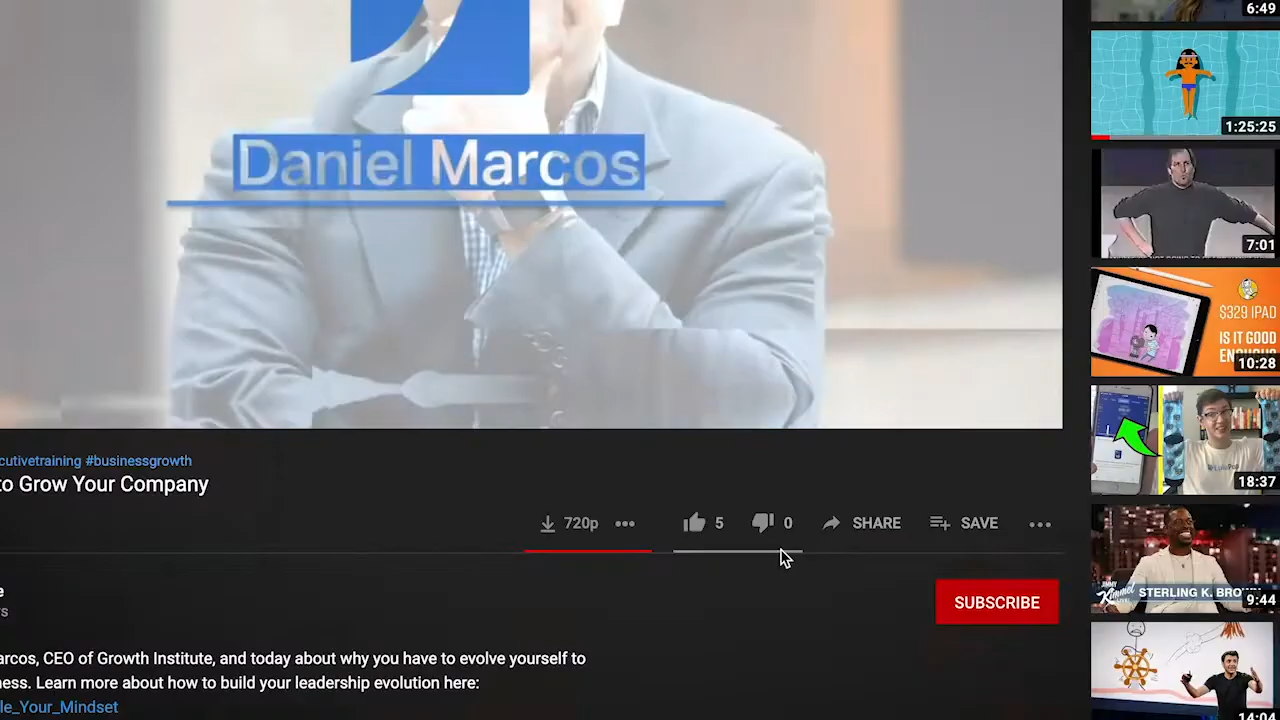 6:49
Daniel Marcos
1:25:25
7:01
$329 IPAD
IS IT GOOD
10:28
cutivetraining #businessgrowth
to Grow Your Company
18:37
720p
5
0
SHARE
SAVE
JIMMY
Kimmel
STERLING K. BRO
9:44
e
SUBSCRIBE
rs
arcos, CEO of Growth Institute, and today about why you have to evolve yourself to
ness. Learn more about how to build your leadership evolution here:
le_Your_Mindset
14:04